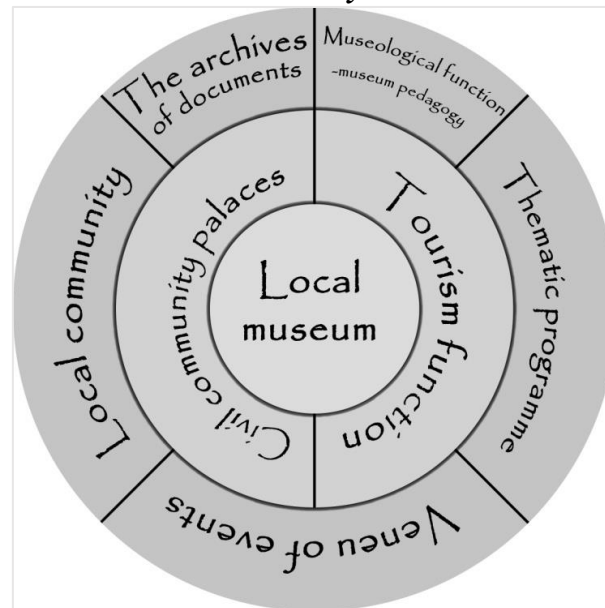 Local
museum
Civil community palaces
Tourism function
The archives
of documents
Museological function
-museum pedagogy
Thematic programme
Veneu of events
Local community